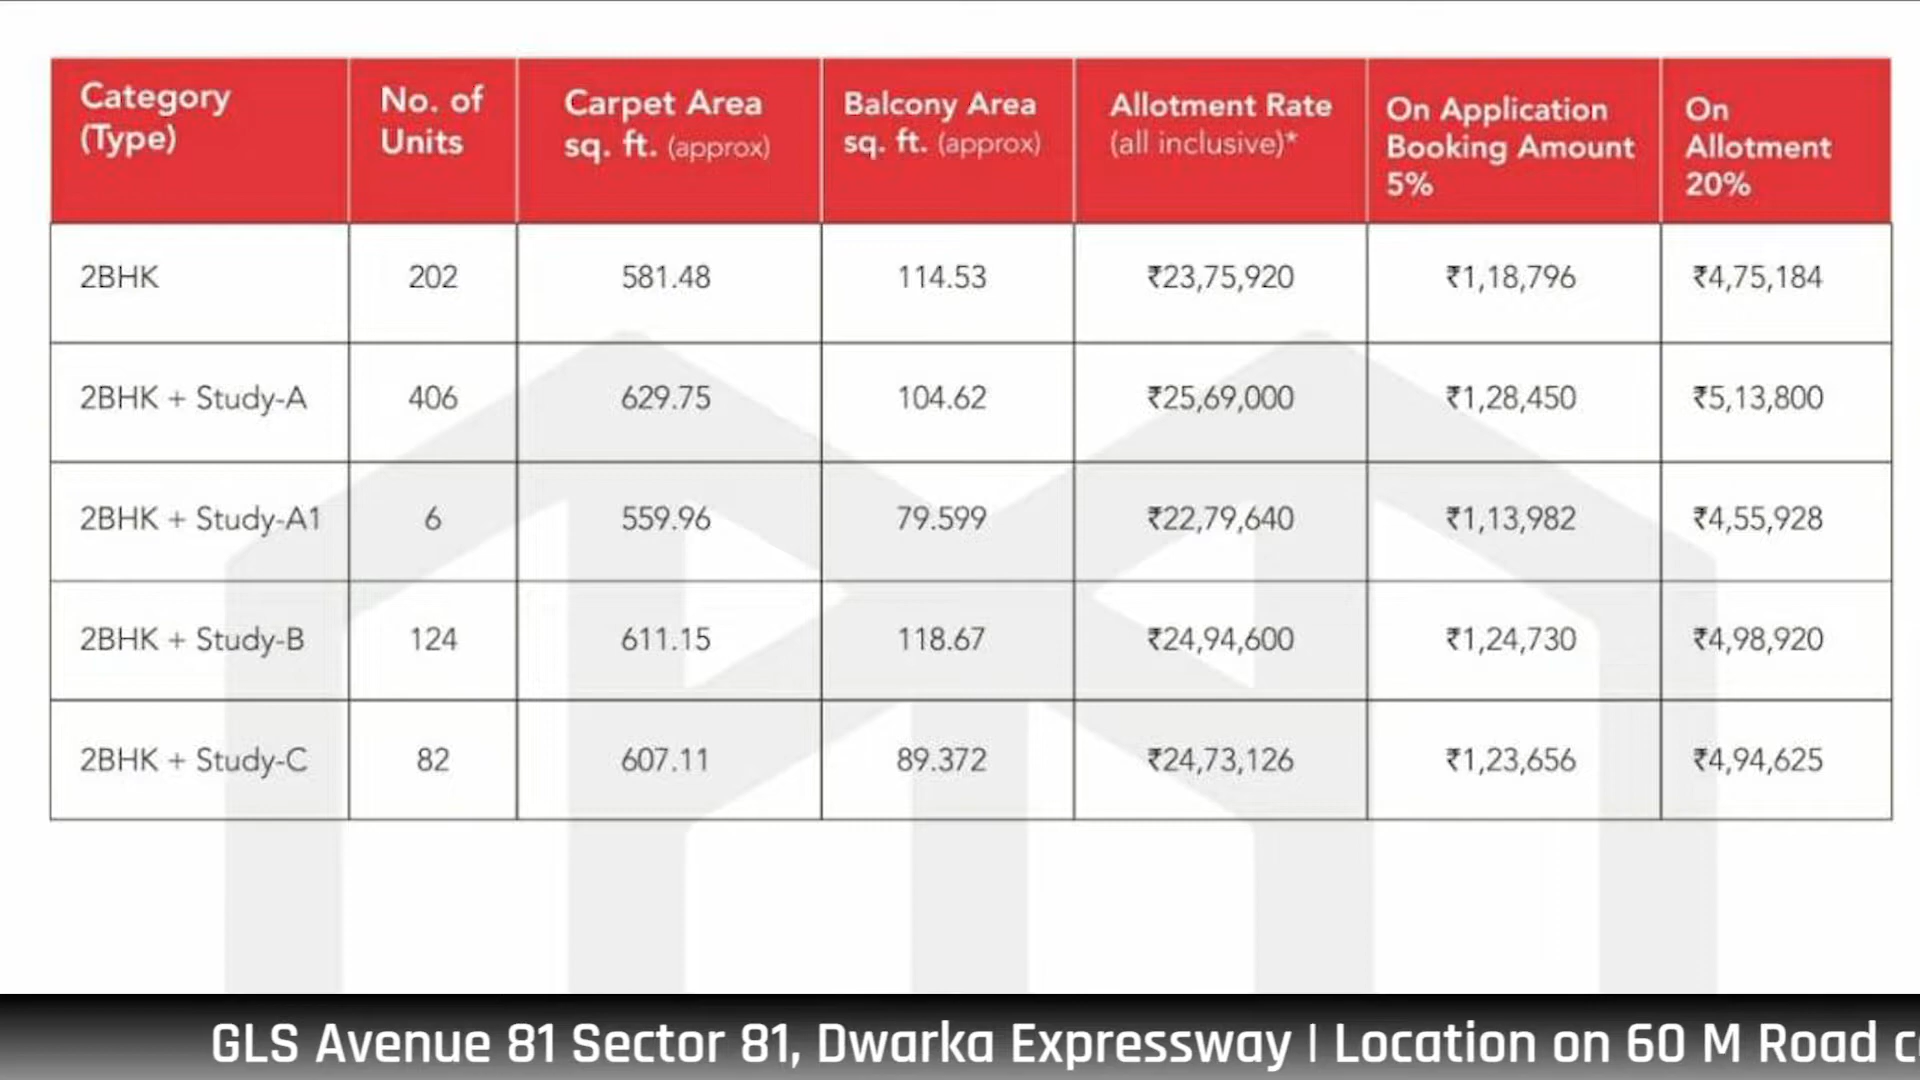 Category
(Type)
No. of
Units
Carpet Area
sq. ft. (approx)
Balcony Area
sq. ft. (approx)
Allotment Rate
(all inclusive)*
On Application
Booking Amount
5%
On
Allotment
20%
2BHK 202 581.48 114.53 ₹23,75,920 ₹1,18,796 ₹4,75,184
2BHK + Study-A 406 629.75 104.62 ₹25,69,000 ₹1,28,450 ₹5,13,800
2BHK + Study-A1 6 559.96 79.599 ₹22,79,640 ₹1,13,982 ₹4,55,928
2BHK + Study-B 124 611.15 118.67 ₹24,94,600 ₹1,24,730 ₹4,98,920
2BHK + Study-C 82 607.11 89.372 ₹24,73,126 ₹1,23,656 ₹4,94,625
GLS Avenue 81 Sector 81, Dwarka Expressway | Location on 60 M Road